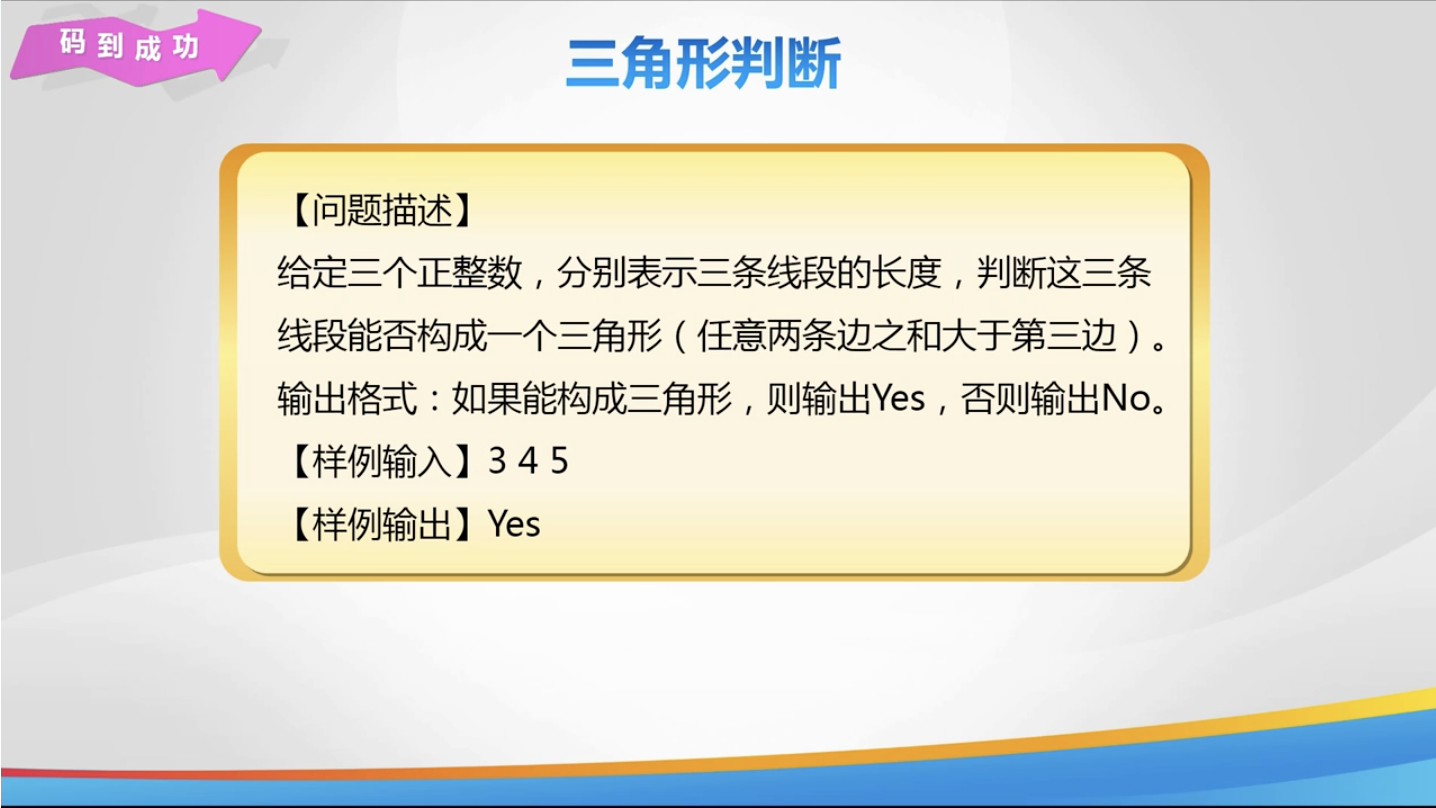 码到成功
三角形判断
【问题描述】
给定三个正整数，分别表示三条线段的长度，判断这三条
线段能否构成一个三角形（任意两条边之和大于第三边）。
输出格式：如果能构成三角形，则输出Yes，否则输出No。
【样例输入】3 4 5
【样例输出】Yes